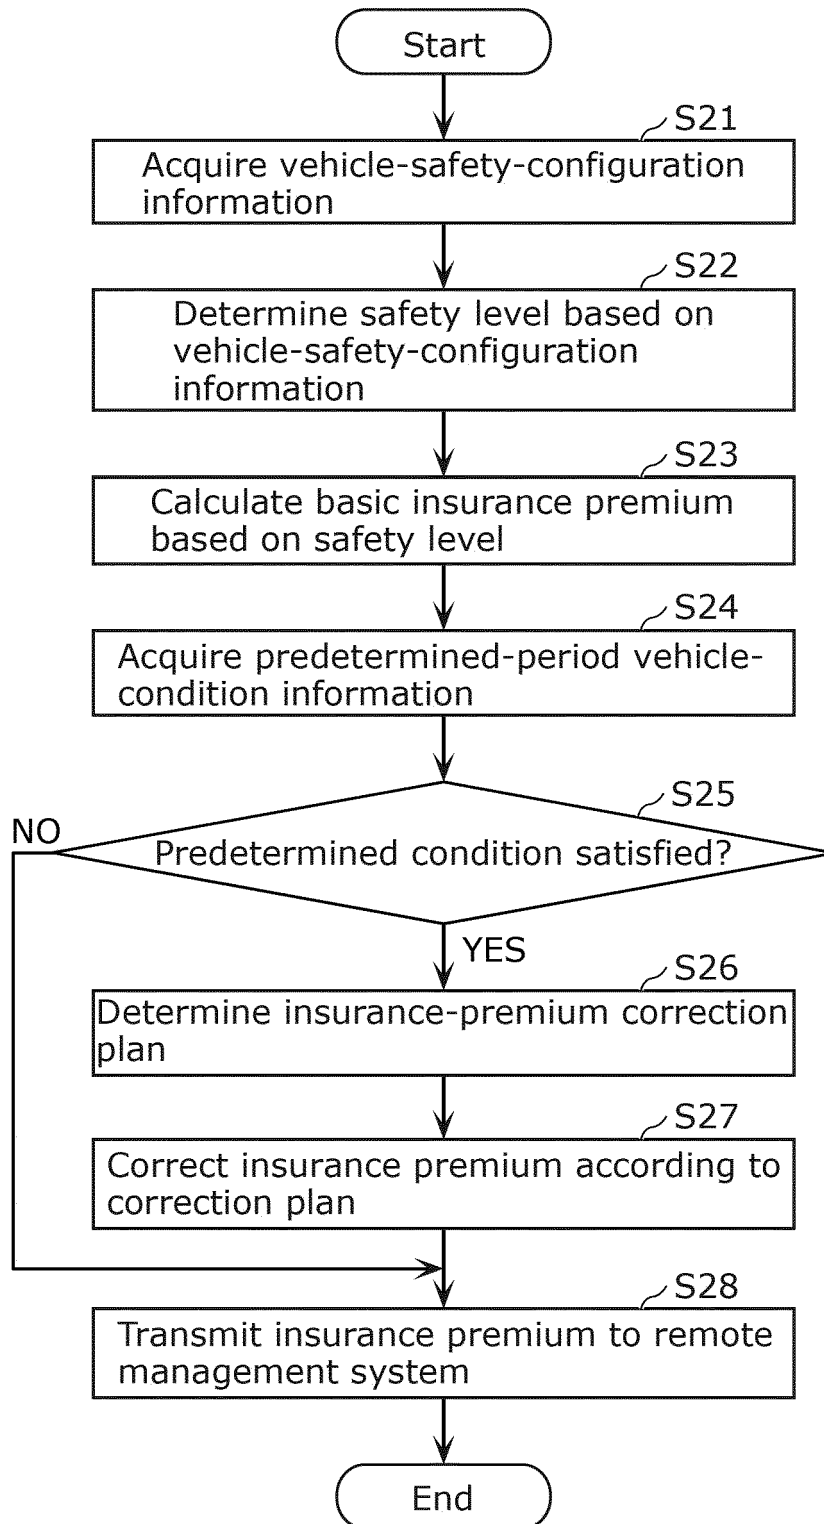 Start
S21
Acquire vehicle-safety-configuration
information
S22
Determine safety level based on
vehicle-safety-configuration
information
S23
Calculate basic insurance premium
based on safety level
S24
Acquire predetermined-period vehicle-
condition information
S25
NO
Predetermined condition satisfied?
YES
S26
Determine insurance-premium correction
plan
S27
Correct insurance premium according to
correction plan
S28
Transmit insurance premium to remote
management system
End